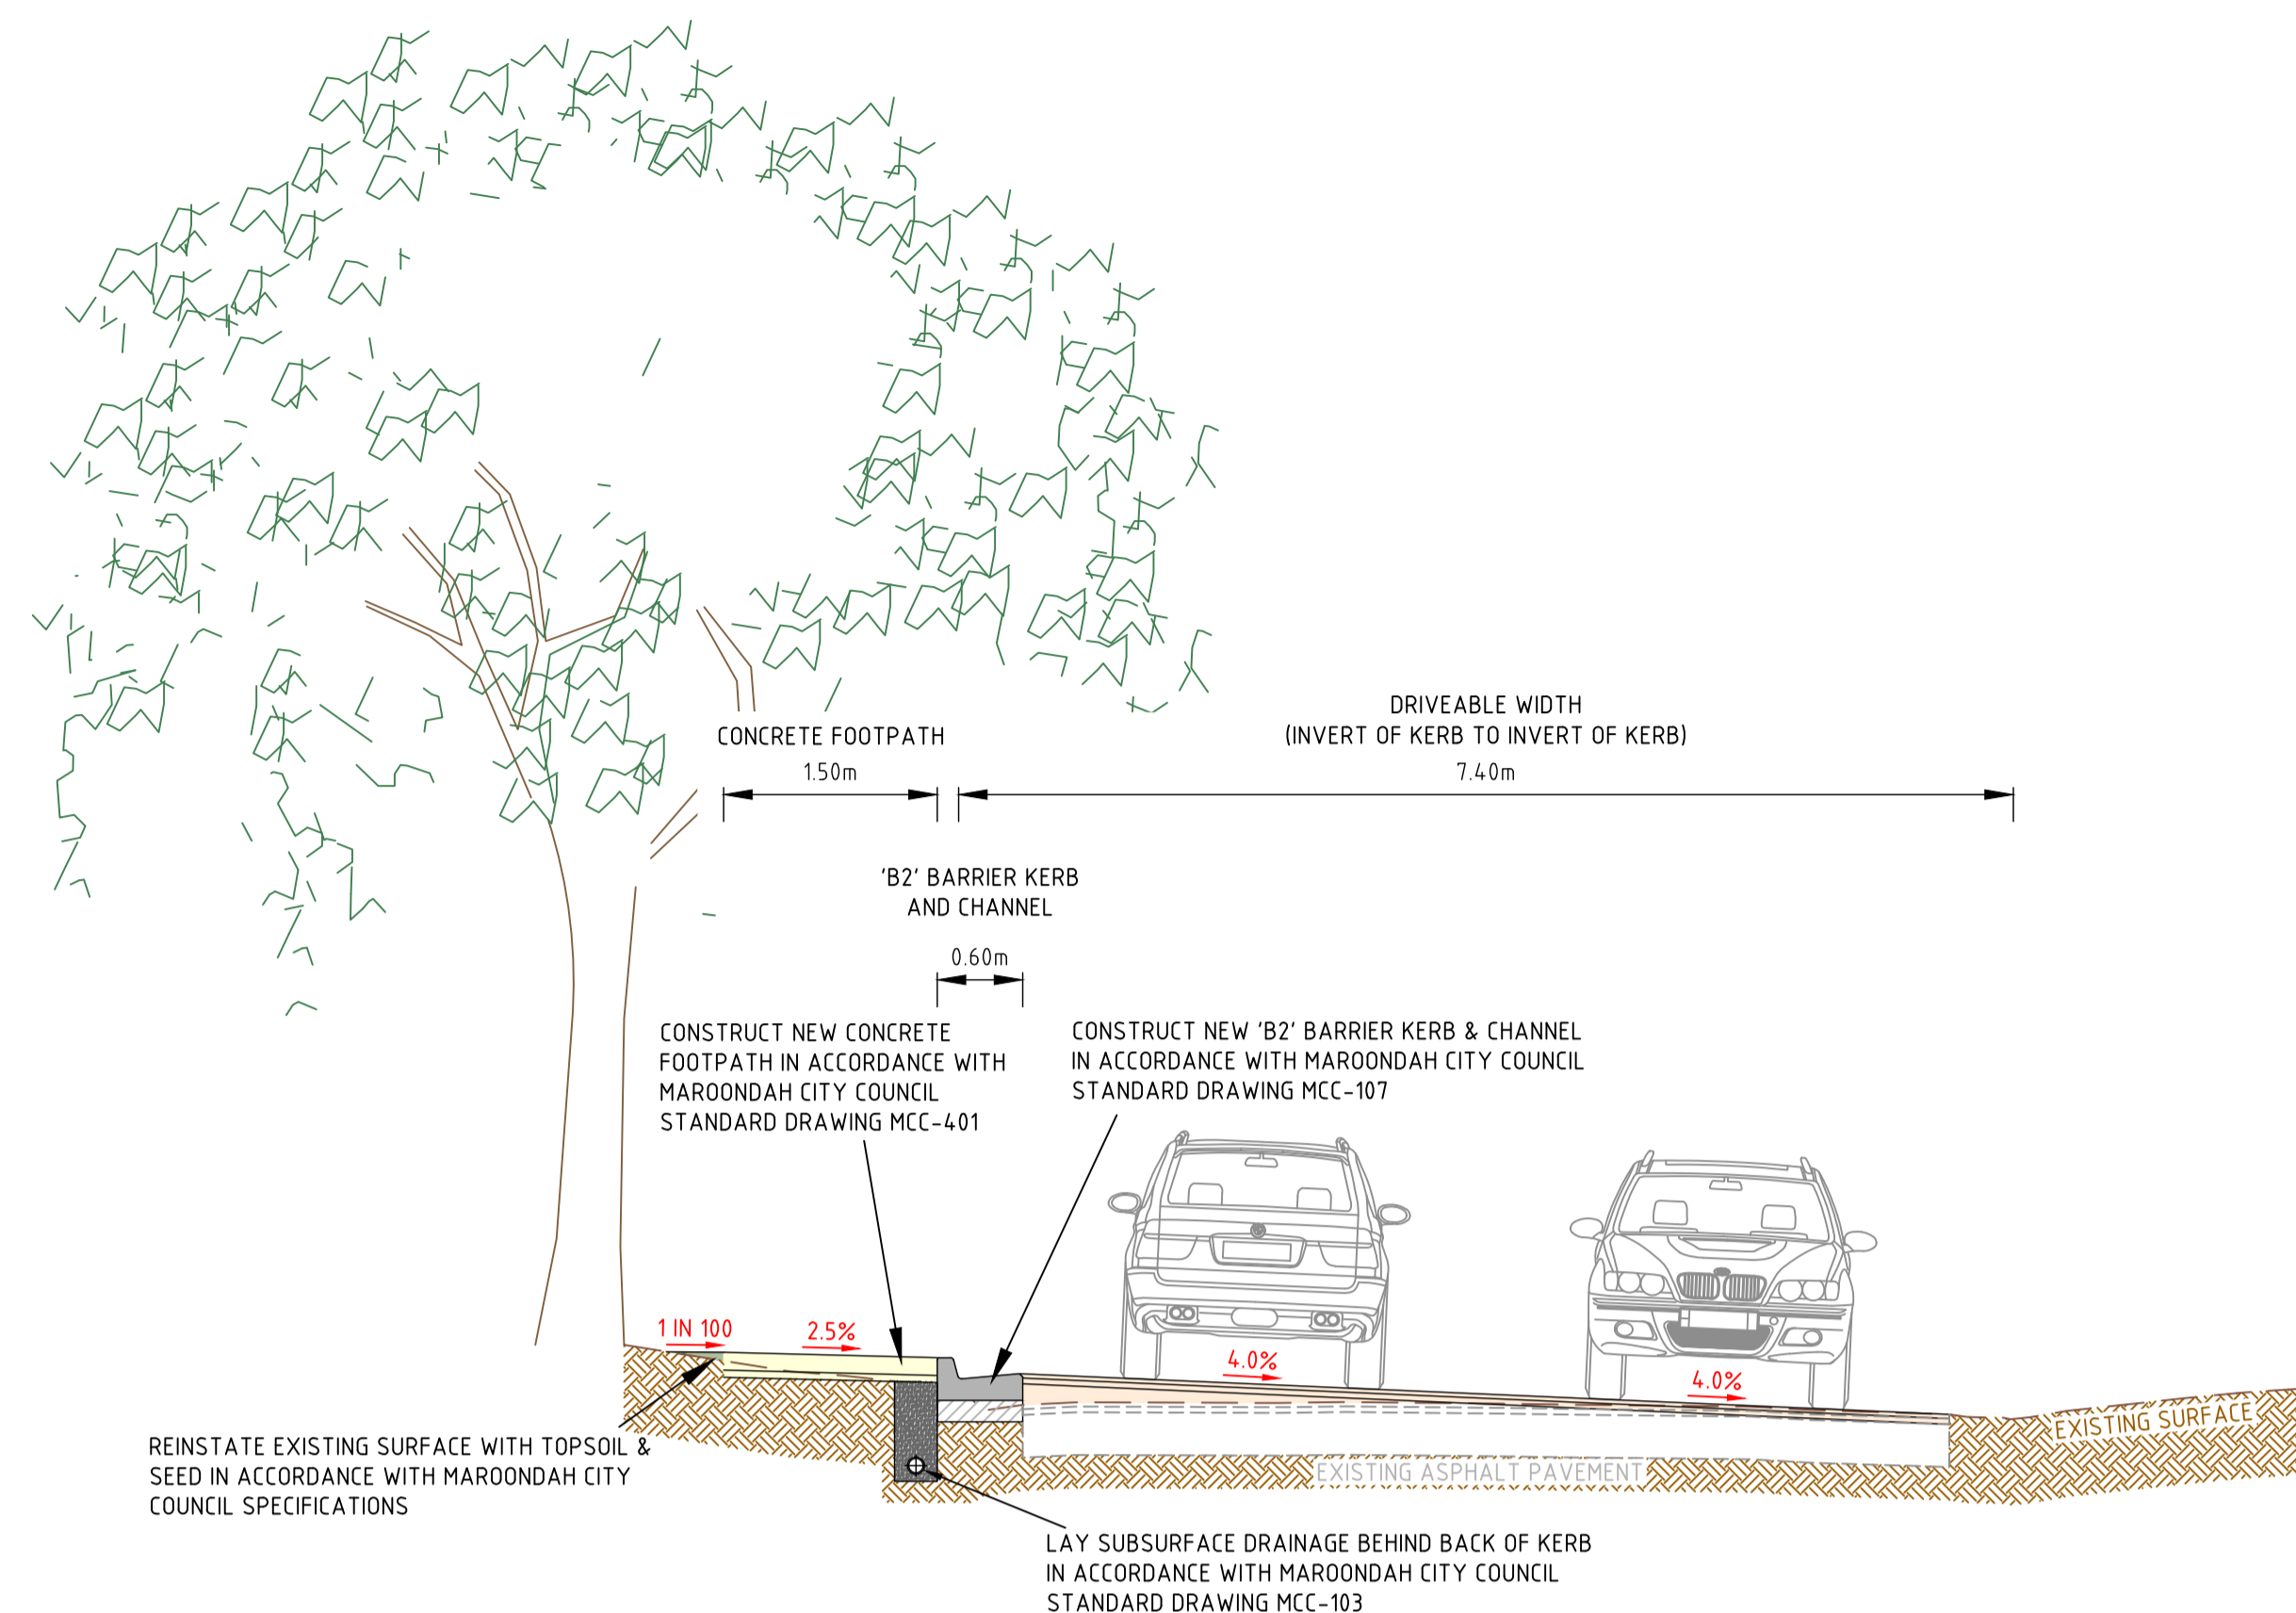 DRIVEABLE WIDTH
(INVERT OF KERB TO INVERT OF KERB)
7.40m
CONCRETE FOOTPATH
1.50m
'B2' BARRIER KERB
AND CHANNEL
0.60m
CONSTRUCT NEW CONCRETE
FOOTPATH IN ACCORDANCE WITH
MAROONDAH CITY COUNCIL
STANDARD DRAWING MCC-401
CONSTRUCT NEW 'B2' BARRIER KERB & CHANNEL
IN ACCORDANCE WITH MAROONDAH CITY COUNCIL
STANDARD DRAWING MCC-107
1 IN 100
2.5%
4.0%
4.0%
EXISTING SURFACE
REINSTATE EXISTING SURFACE WITH TOPSOIL &
SEED IN ACCORDANCE WITH MAROONDAH CITY
COUNCIL SPECIFICATIONS
EXISTING ASPHALT PAVEMENT
LAY SUBSURFACE DRAINAGE BEHIND BACK OF KERB
IN ACCORDANCE WITH MAROONDAH CITY COUNCIL
STANDARD DRAWING MCC-103